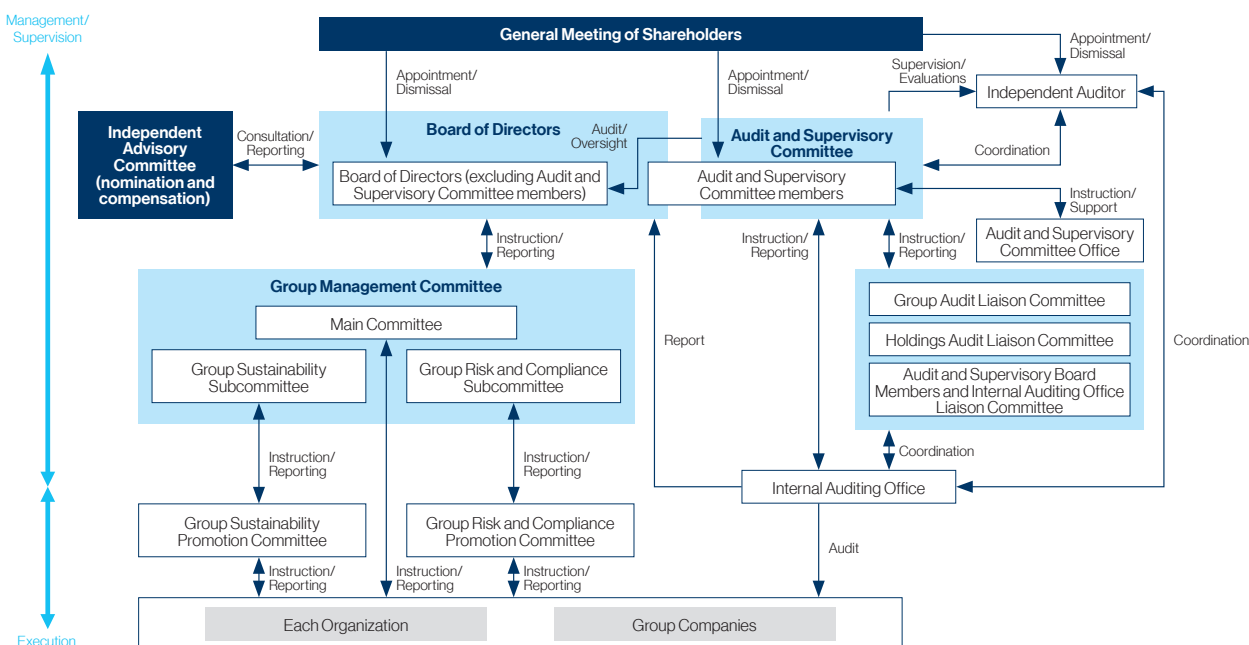 Management/
Supervision
General Meeting of Shareholders
Appointment/
Dismissal
Appointment/
Dismissal
Appointment/
Dismissal
Supervision/
Evaluations
Independent Auditor
Independent
Advisory
Committee
(nomination and
compensation)
Consultation/
Reporting
Board of Directors
Audit/
Oversight
Board of Directors (excluding Audit and
Supervisory Committee members)
Audit and Supervisory
Committee
Audit and Supervisory
Committee members
Coordination
Instruction/
Support
Audit and Supervisory
Committee Office
Instruction/
Reporting
Instruction/
Reporting
Instruction/
Reporting
Group Management Committee
Main Committee
Group Sustainability
Subcommittee
Group Risk and Compliance
Subcommittee
Report
Group Audit Liaison Committee
Holdings Audit Liaison Committee
Audit and Supervisory Board
Members and Internal Auditing Office
Liaison Committee
Coordination
Coordination
Instruction/
Reporting
Instruction/
Reporting
Internal Auditing Office
Group Sustainability
Promotion Committee
Group Risk and Compliance
Promotion Committee
Audit
Instruction/
Reporting
Instruction/
Reporting
Instruction/
Reporting
Each Organization
Group Companies
Execution